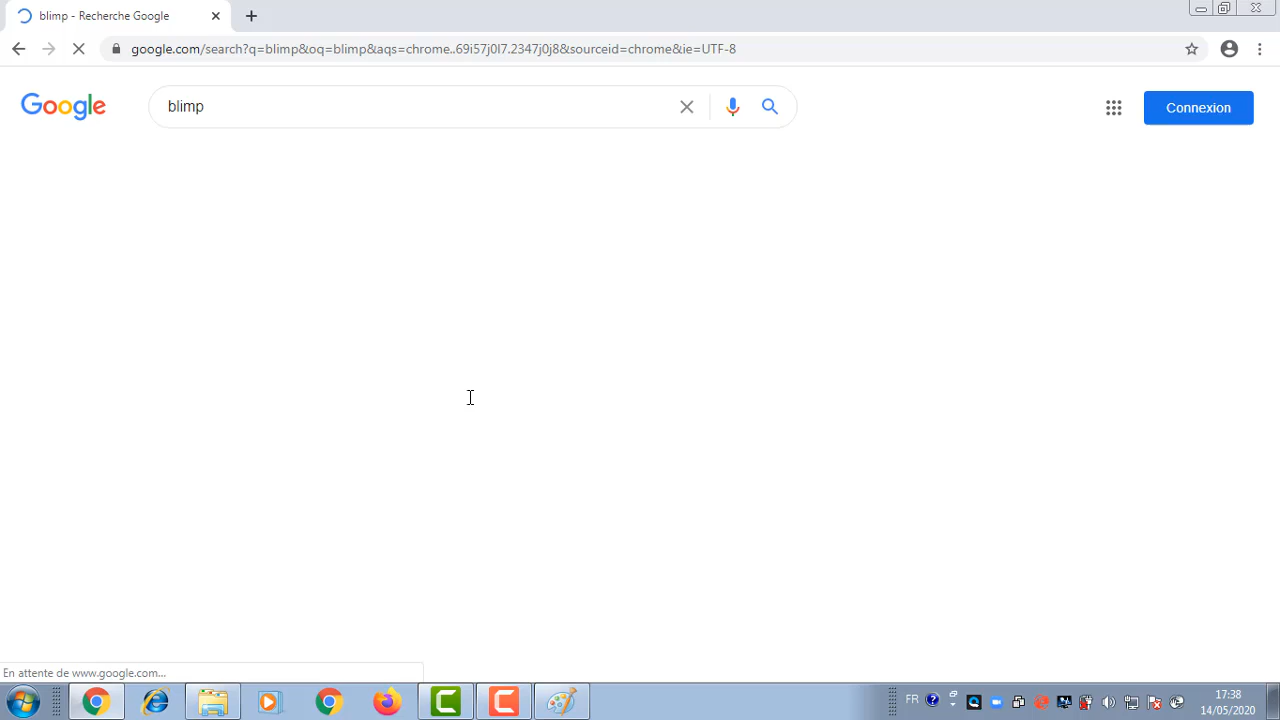 blimp - Recherche Google
google.com/search?q=blimp&oq=blimp&aqs=chrome..69i57j0l7.2347j0j8&sourceid=chrome&ie=UTF-8
Google
blimp
Connexion
En attente de www.google.com...
FR
17:38
14/05/2020